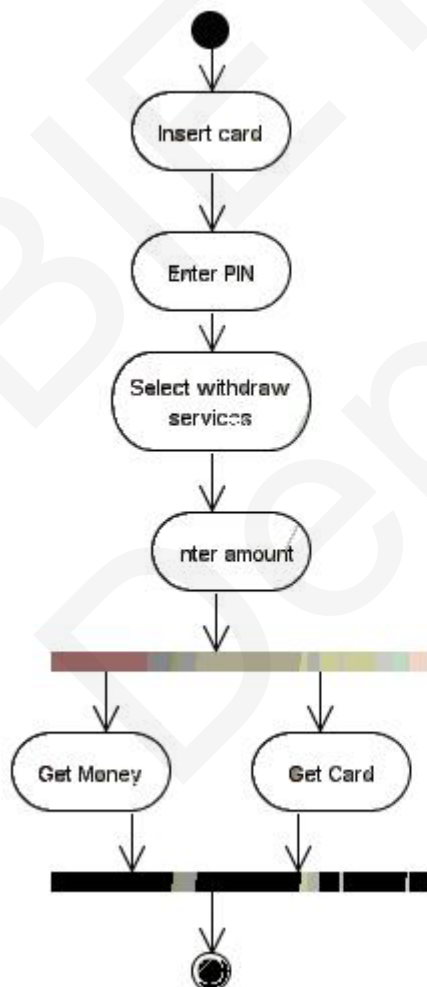 Insert card
Enter PIN
Select withdraw
services
nter amount
Get Money
Get Card